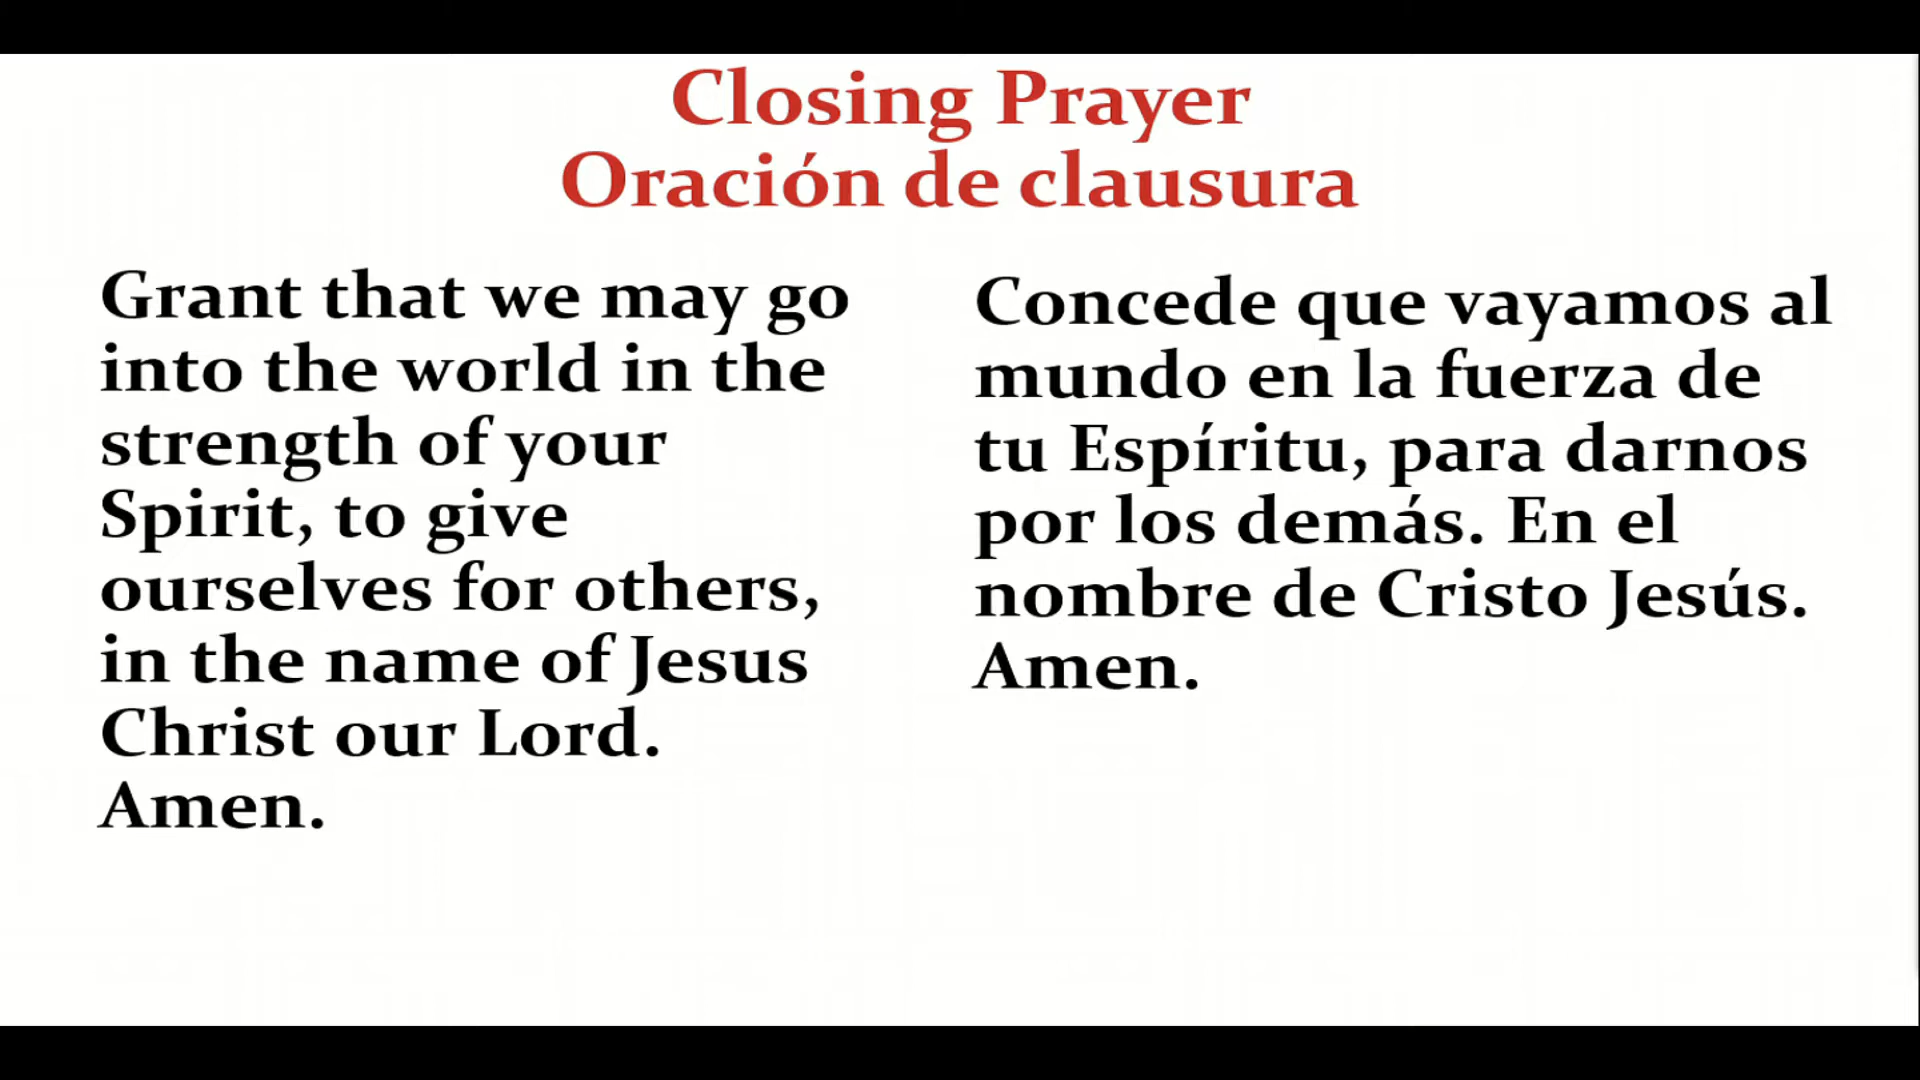 Closing Prayer
Oración de clausura
Grant that we may go
into the world in the
strength of your
Spirit, to give
ourselves for others,
in the name of Jesus
Christ our Lord.
Amen.
Concede que vayamos al
mundo en la fuerza de
tu Espíritu, para darnos
por los demás. En el
nombre de Cristo Jesús.
Amen.